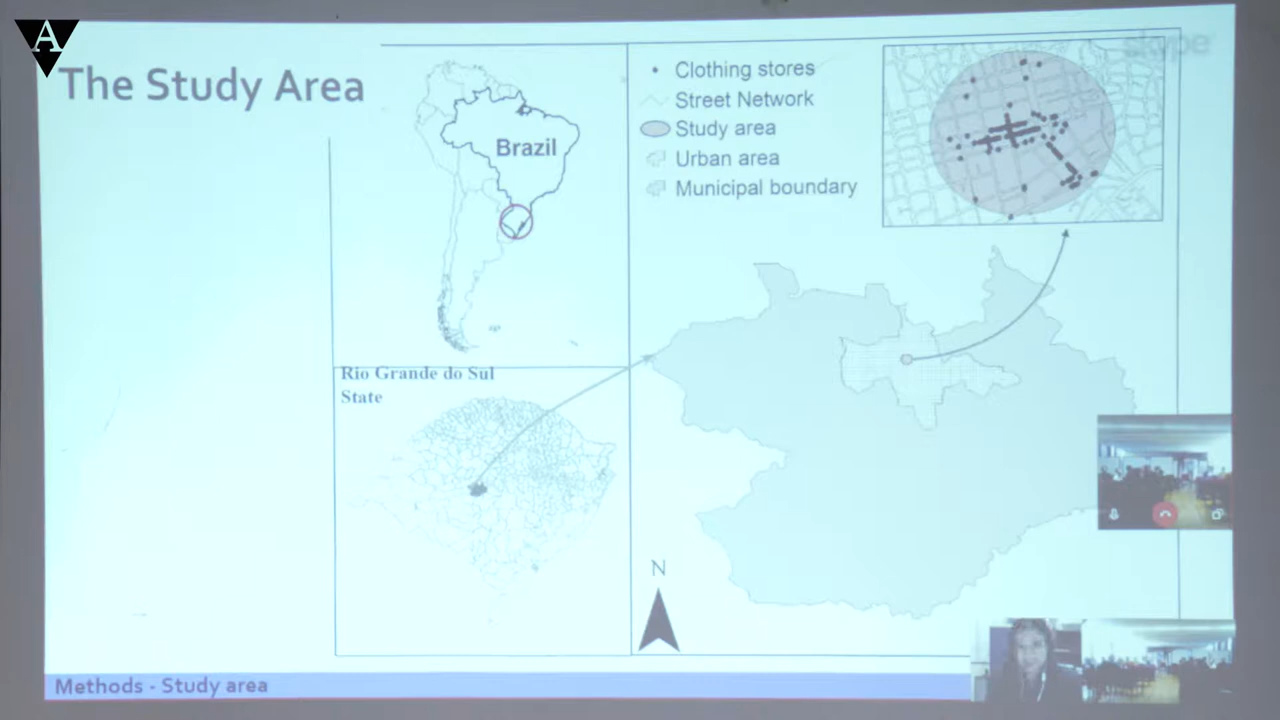 A
The Study Area
Brazil
Rio Grande do Sul
State
Clothing stores
Street Network
Study area
Urban area
Municipal boundary
skype
N
Methods - Study area